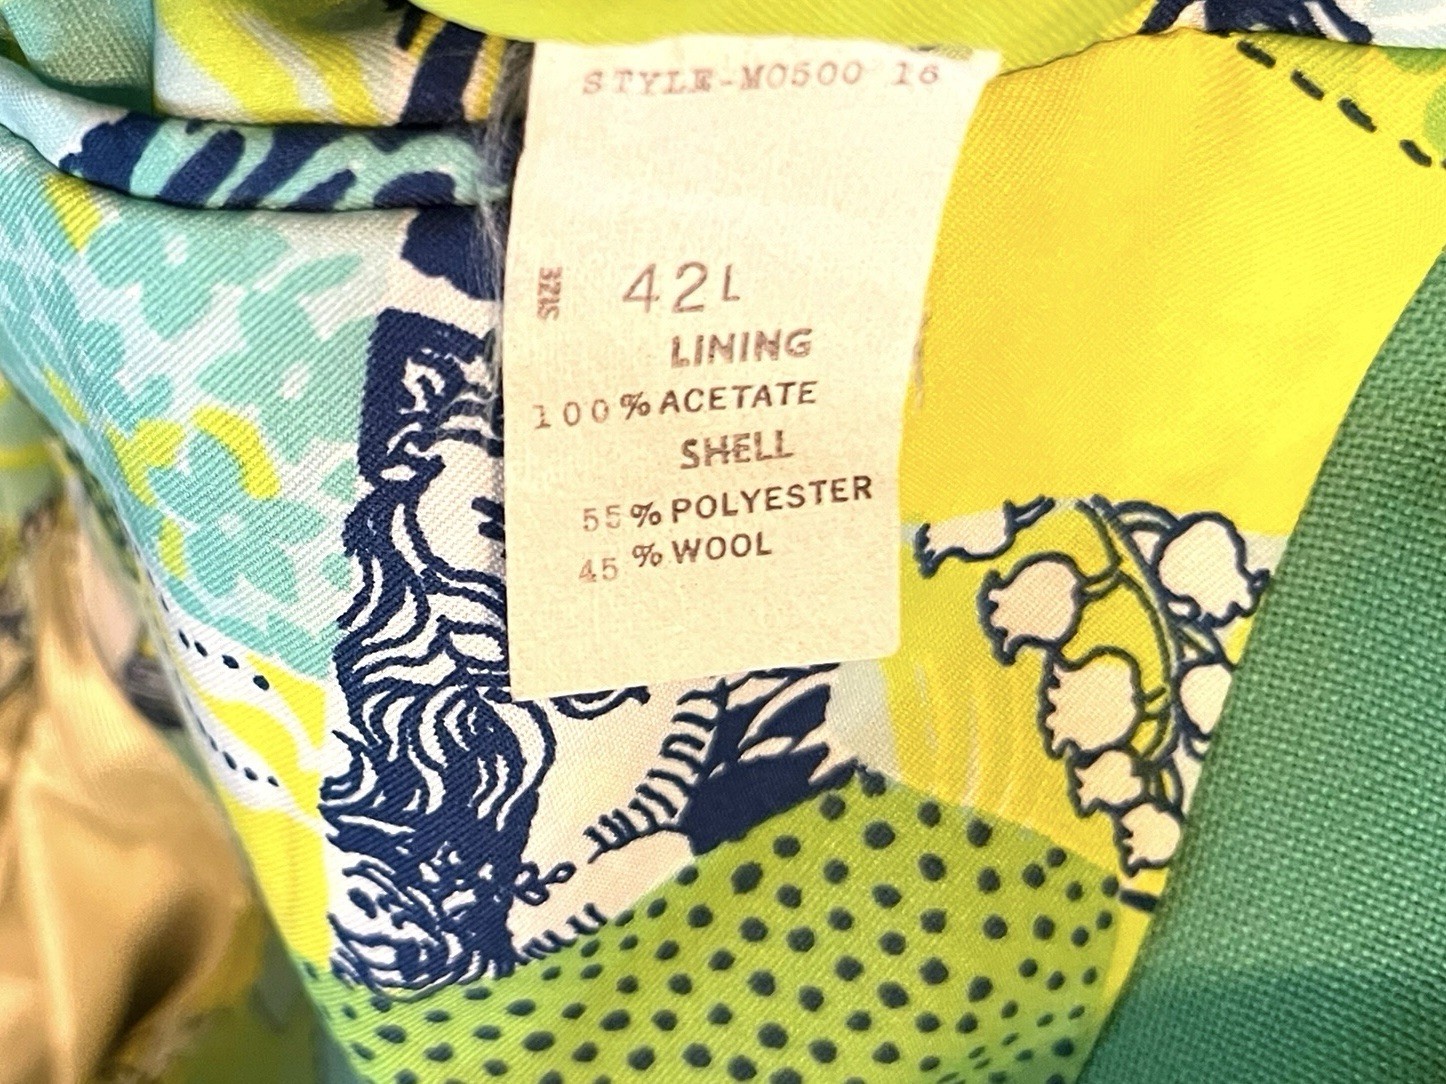 STYLE-M0500 16
SIZE 42L
LINING
100% ACETATE
SHELL
55% POLYESTER
45% WOOL